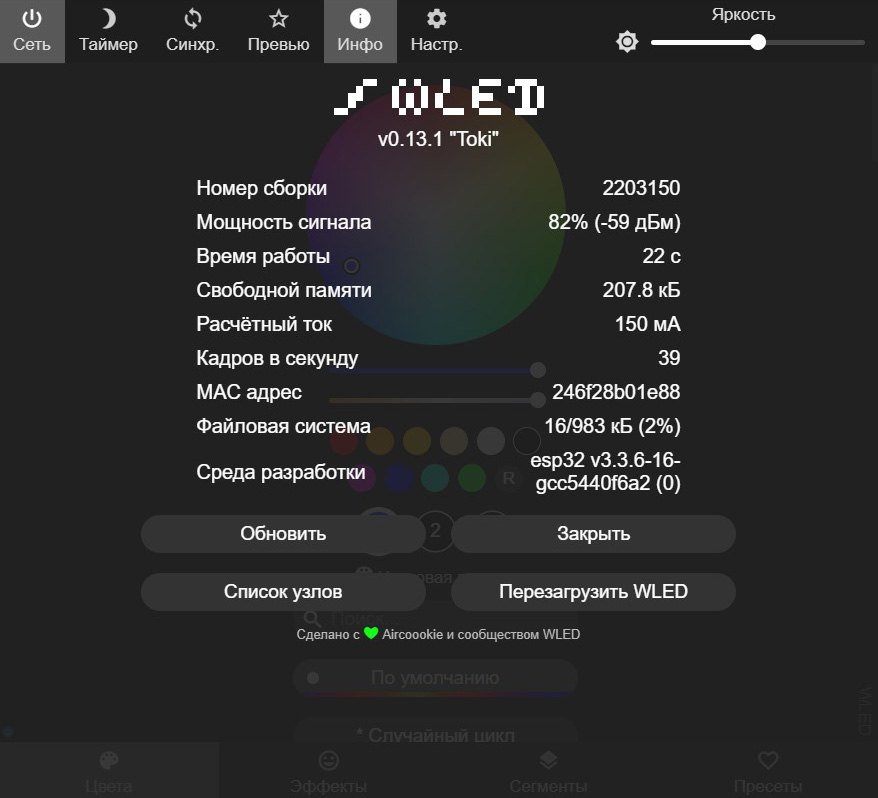 Сеть Таймер Синхр. Превью Инфо Настр. Яркость
WLED
v0.13.1 "Toki"
Номер сборки 2203150
Мощность сигнала 82% (-59 дБм)
Время работы 22 с
Свободной памяти 207.8 кБ
Расчётный ток 150 мА
Кадров в секунду 39
MAC адрес 246f28b01e88
Файловая система 16/983 кБ (2%)
Среда разработки esp32 v3.3.6-16-
gcc5440f6a2 (0)
R
2
Обновить Закрыть
Список узлов Перезагрузить WLED
Сделано с Aircoookie и сообществом WLED
По умолчанию
* Случайный цикл
WLED
Цвета Эффекты Сегменты Пресеты